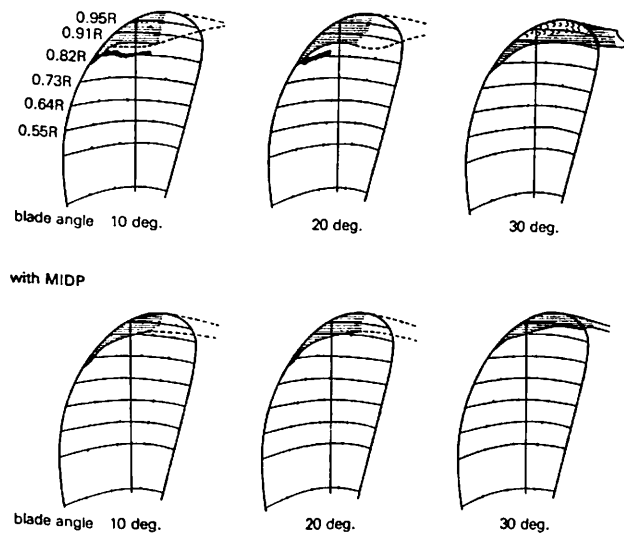 0.95R
0.91R
0.82R
0.73R
0.64R
0.55R
blade angle 10 deg. 20 deg. 30 deg.
with MIDP
blade angle 10 deg. 20 deg. 30 deg.